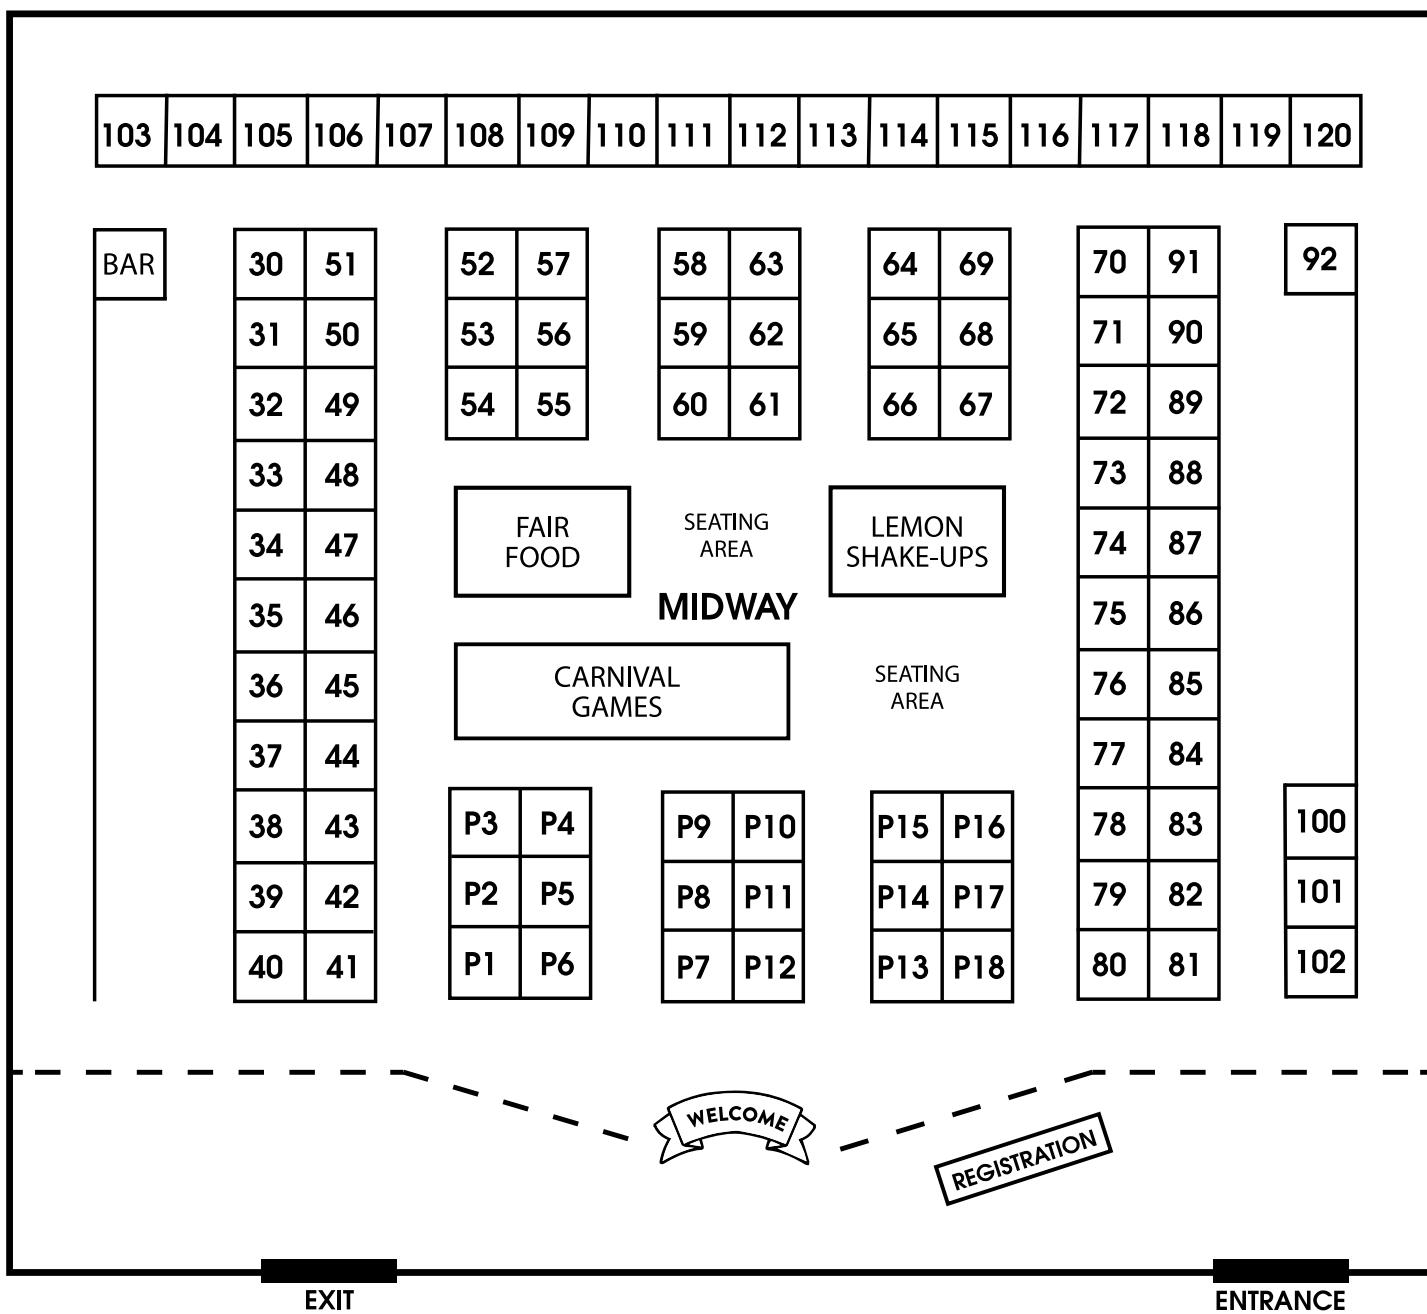 103 104 105 106 107 108 109 110 111 112 113 114 115 116 117 118 119 120
BAR 30 51 52 57 58 63 64 69 70 91 92
31 50 53 56 59 62 65 68 71 90
32 49 54 55 60 61 66 67 72 89
33 48 73 88
FAIR
FOOD
SEATING
AREA
LEMON
SHAKE-UPS
34 47 74 87
MIDWAY
35 46 75 86
CARNIVAL
GAMES
SEATING
AREA
36 45 76 85
37 44 77 84
38 43 P3 P4 P9 P10 P15 P16 78 83 100
39 42 P2 P5 P8 P11 P14 P17 79 82 101
40 41 P1 P6 P7 P12 P13 P18 80 81 102
WELCOME
REGISTRATION
EXIT
ENTRANCE